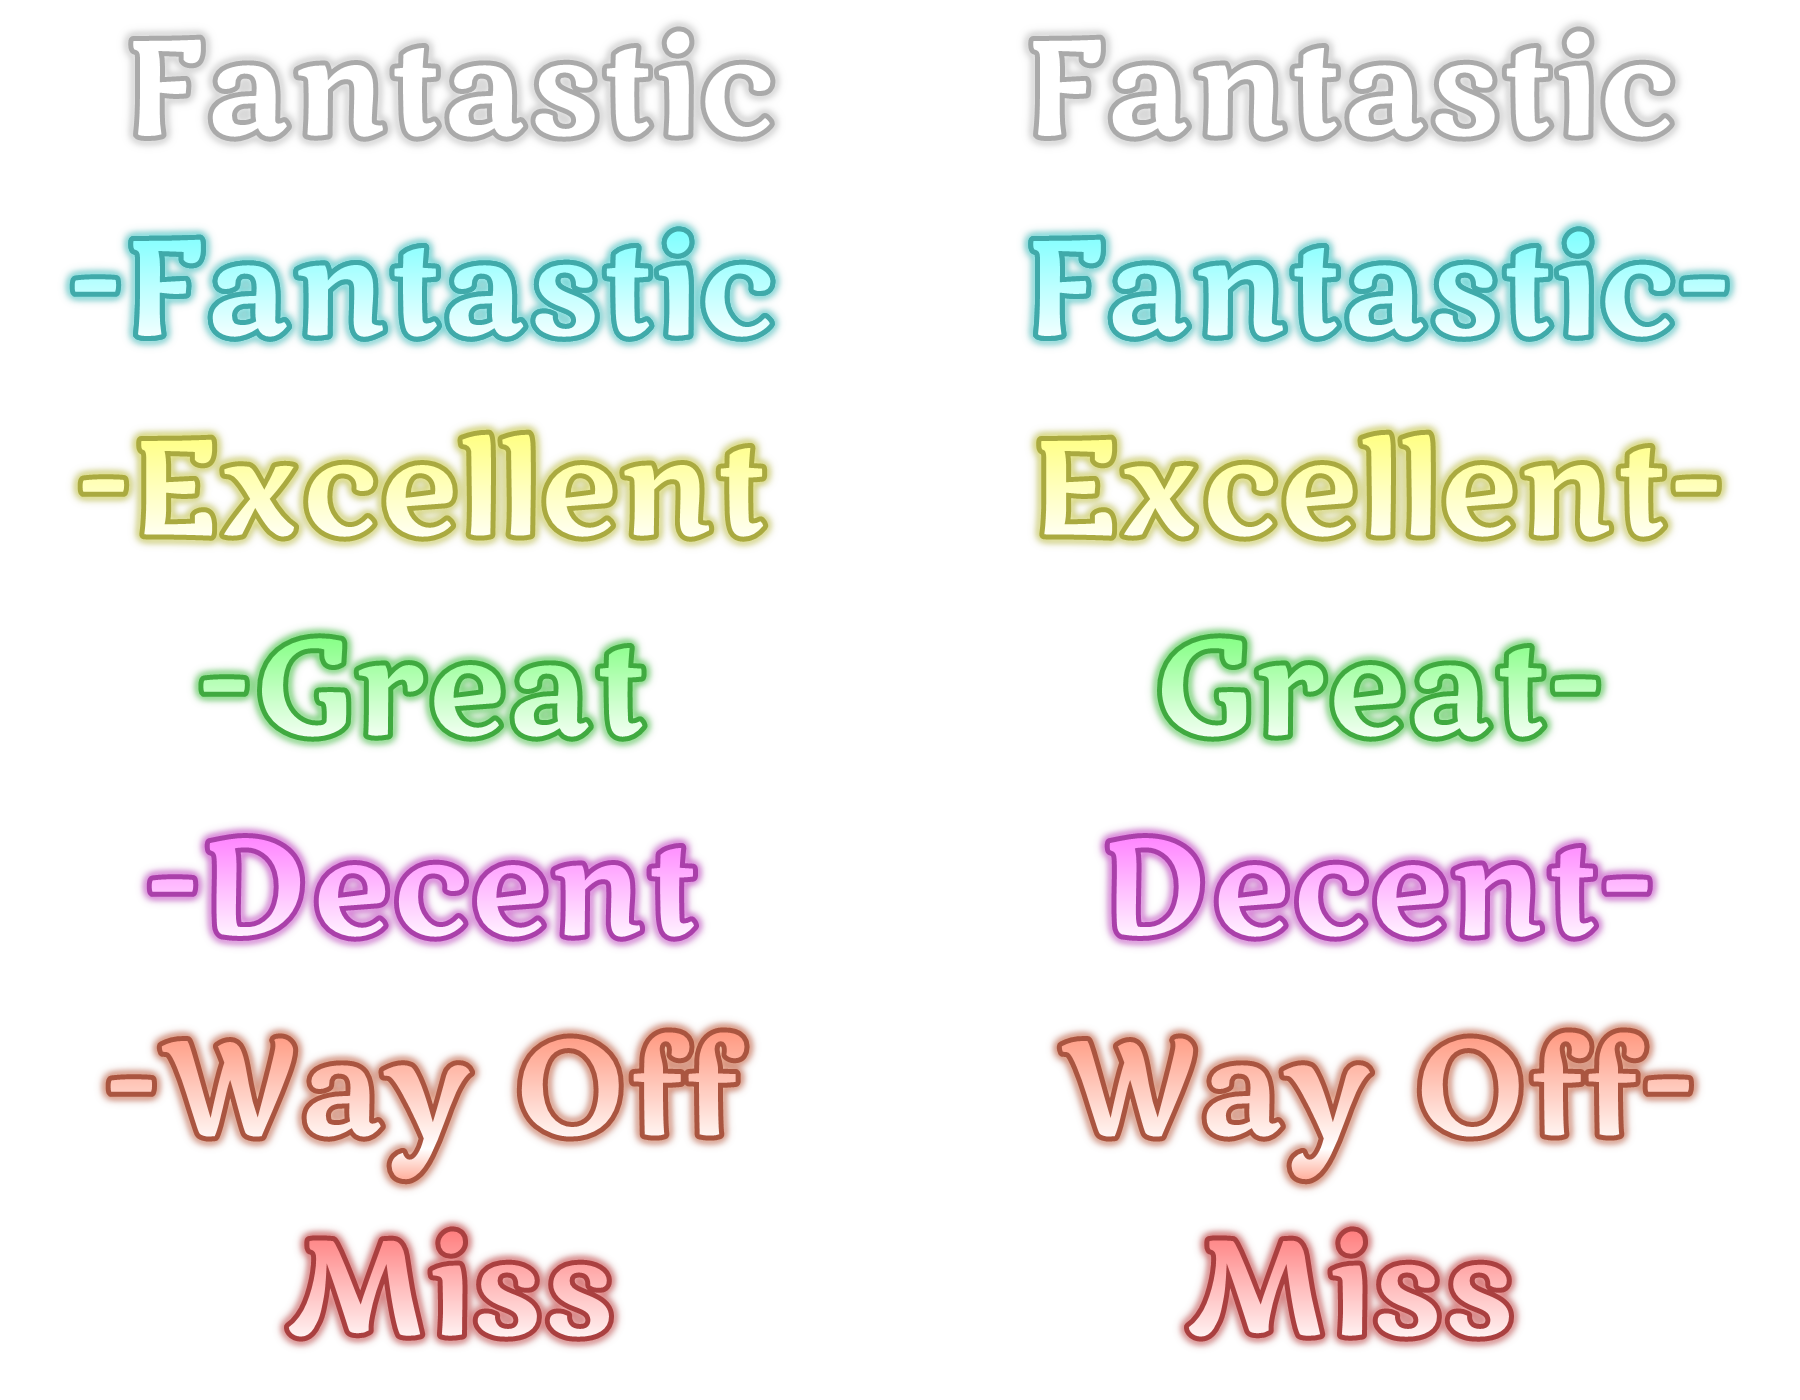 Fantastic Fantastic
-Fantastic Fantastic-
-Excellent Excellent-
-Great Great-
-Decent Decent-
-Way Off Way Off-
Miss Miss